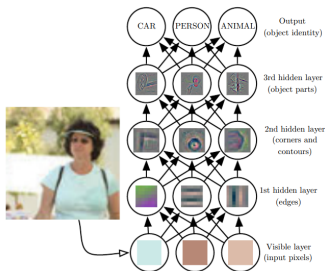 CAR PERSON ANIMAL
Output
(object identity)
3rd hidden layer
(object parts)
2nd hidden layer
(corners and
contours)
1st hidden layer
(edges)
Visible layer
(input pixels)